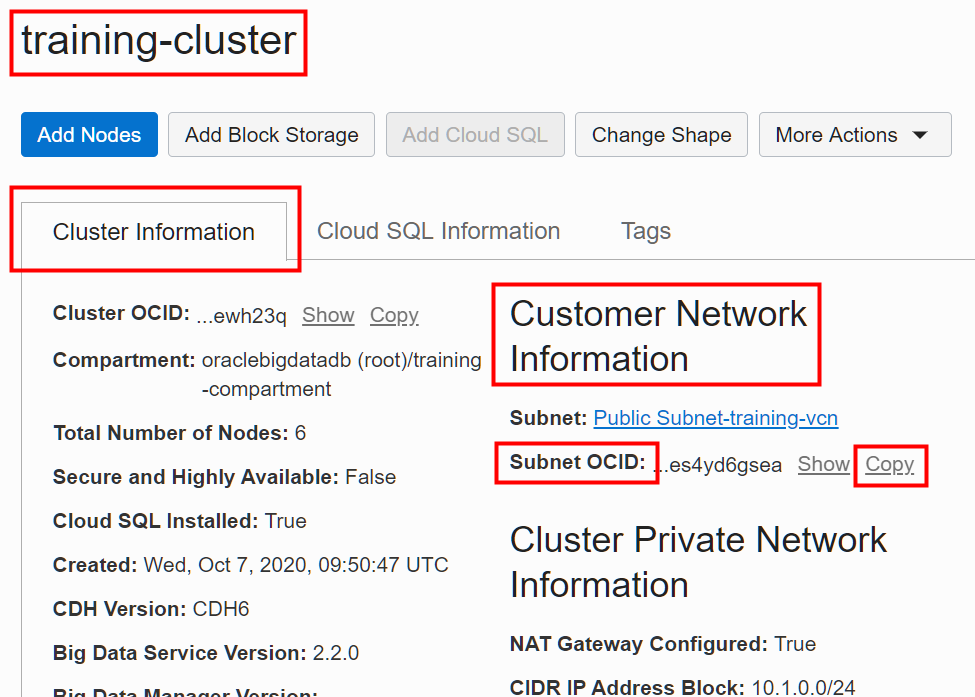 training-cluster
Add Nodes
Add Block Storage
Add Cloud SQL
Change Shape
More Actions
Cluster Information
Cloud SQL Information
Tags
Cluster OCID: ...ewh23q Show Copy
Compartment: oraclebigdatadb (root)/training
-compartment
Total Number of Nodes: 6
Secure and Highly Available: False
Cloud SQL Installed: True
Created: Wed, Oct 7, 2020, 09:50:47 UTC
CDH Version: CDH6
Big Data Service Version: 2.2.0
Big Data Manager Version:
Customer Network
Information
Subnet: Public Subnet-training-vcn
Subnet OCID: ...es4yd6gsea Show Copy
Cluster Private Network
Information
NAT Gateway Configured: True
CIDR IP Address Block: 10.1.0.0/24